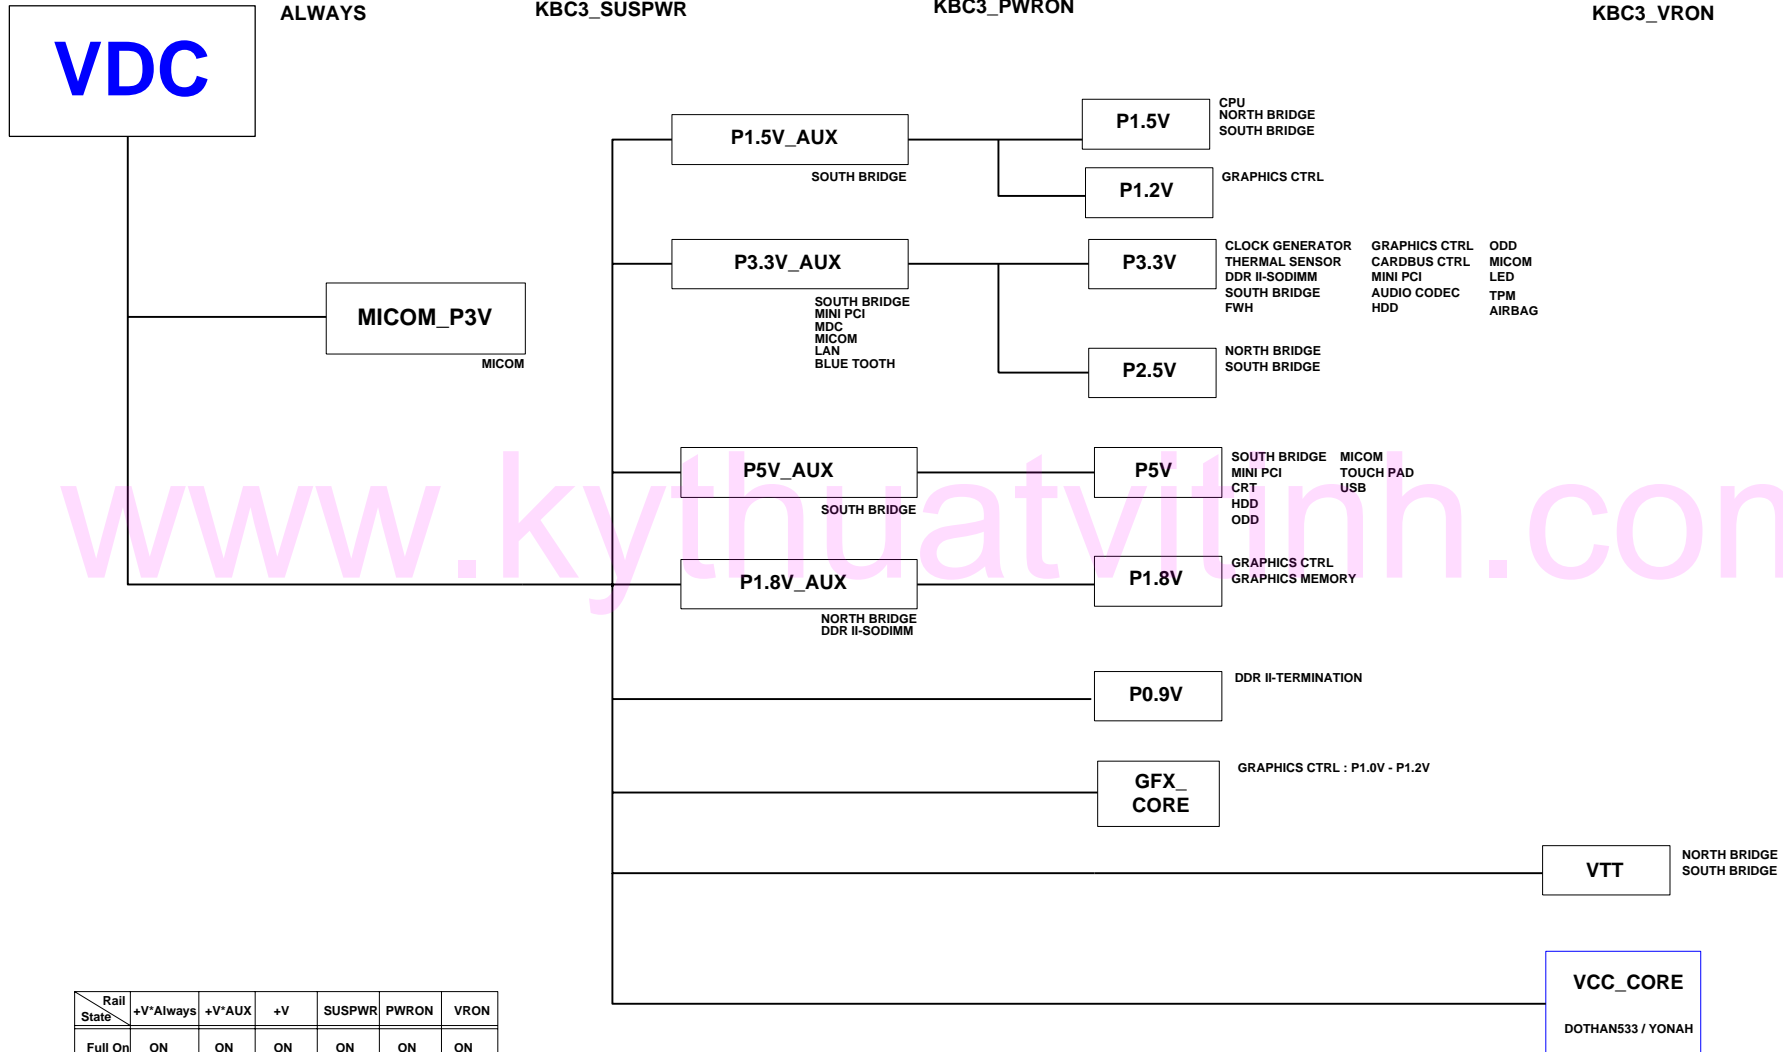 ALWAYS
KBC3_SUSPWR
KBC3_PWRON
KBC3_VRON
VDC
P1.5V_AUX
SOUTH BRIDGE
P1.5V
CPU
NORTH BRIDGE
SOUTH BRIDGE
P1.2V
GRAPHICS CTRL
MICOM_P3V
MICOM
P3.3V_AUX
SOUTH BRIDGE
MINI PCI
MDC
MICOM
LAN
BLUE TOOTH
P3.3V
CLOCK GENERATOR GRAPHICS CTRL ODD
THERMAL SENSOR CARDBUS CTRL MICOM
DDR II-SODIMM MINI PCI LED
SOUTH BRIDGE AUDIO CODEC TPM
FWH HDD AIRBAG
P2.5V
NORTH BRIDGE
SOUTH BRIDGE
P5V_AUX
SOUTH BRIDGE
P5V
SOUTH BRIDGE MICOM
MINI PCI TOUCH PAD
CRT USB
HDD
ODD
www.kythuatvitinh.com
P1.8V_AUX
NORTH BRIDGE
DDR II-SODIMM
P1.8V
GRAPHICS CTRL
GRAPHICS MEMORY
P0.9V
DDR II-TERMINATION
GFX_
CORE
GRAPHICS CTRL : P1.0V - P1.2V
VTT
NORTH BRIDGE
SOUTH BRIDGE
VCC_CORE
DOTHAN533 / YONAH
Rail
State +V*Always +V*AUX +V SUSPWR PWRON VRON
Full On ON ON ON ON ON ON